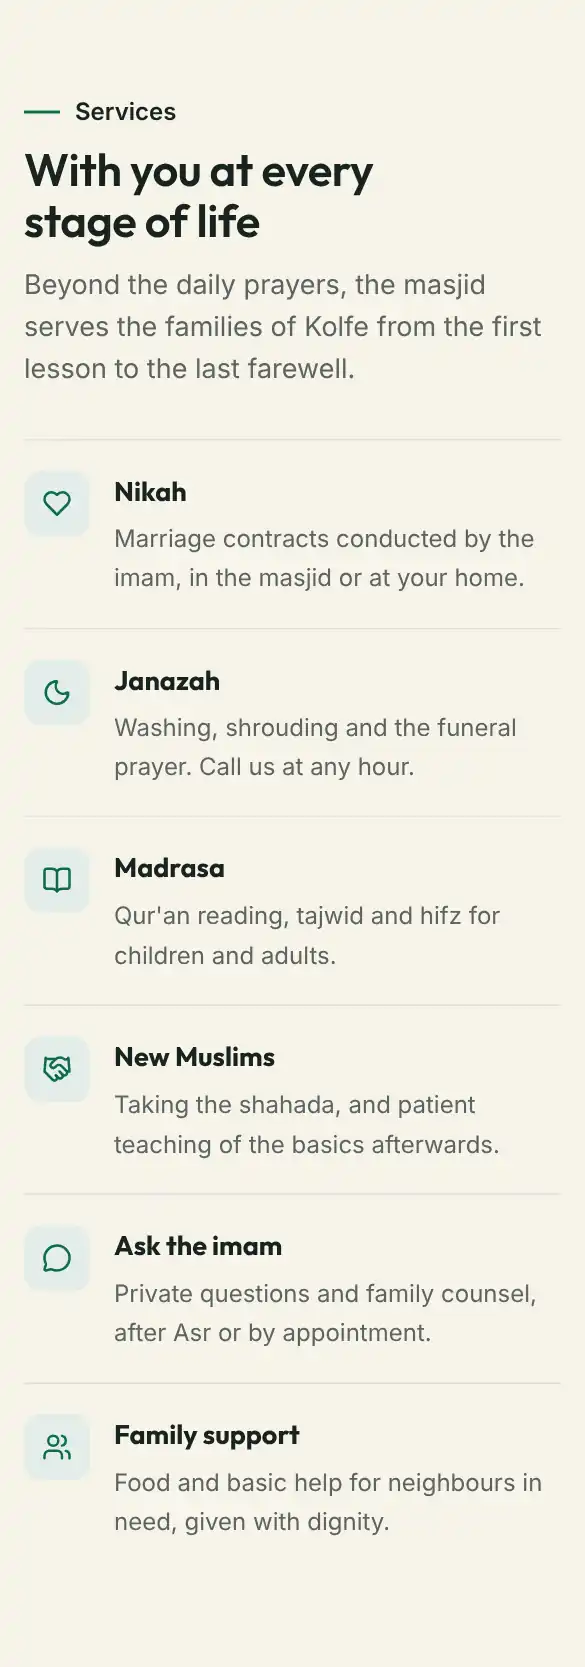 Services
With you at every
stage of life
Beyond the daily prayers, the masjid
serves the families of Kolfe from the first
lesson to the last farewell.
Nikah
Marriage contracts conducted by the
imam, in the masjid or at your home.
Janazah
Washing, shrouding and the funeral
prayer. Call us at any hour.
Madrasa
Qur'an reading, tajwid and hifz for
children and adults.
New Muslims
Taking the shahada, and patient
teaching of the basics afterwards.
Ask the imam
Private questions and family counsel,
after Asr or by appointment.
Family support
Food and basic help for neighbours in
need, given with dignity.